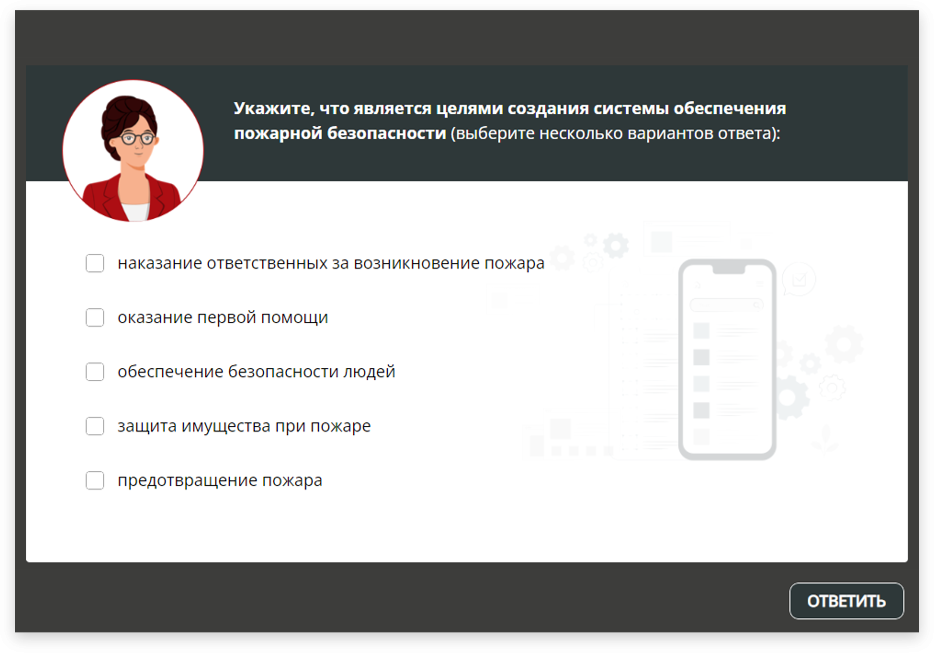 Укажите, что является целями создания системы обеспечения
пожарной безопасности (выберите несколько вариантов ответа):
наказание ответственных за возникновение пожара
оказание первой помощи
обеспечение безопасности людей
защита имущества при пожаре
предотвращение пожара
ОТВЕТИТЬ